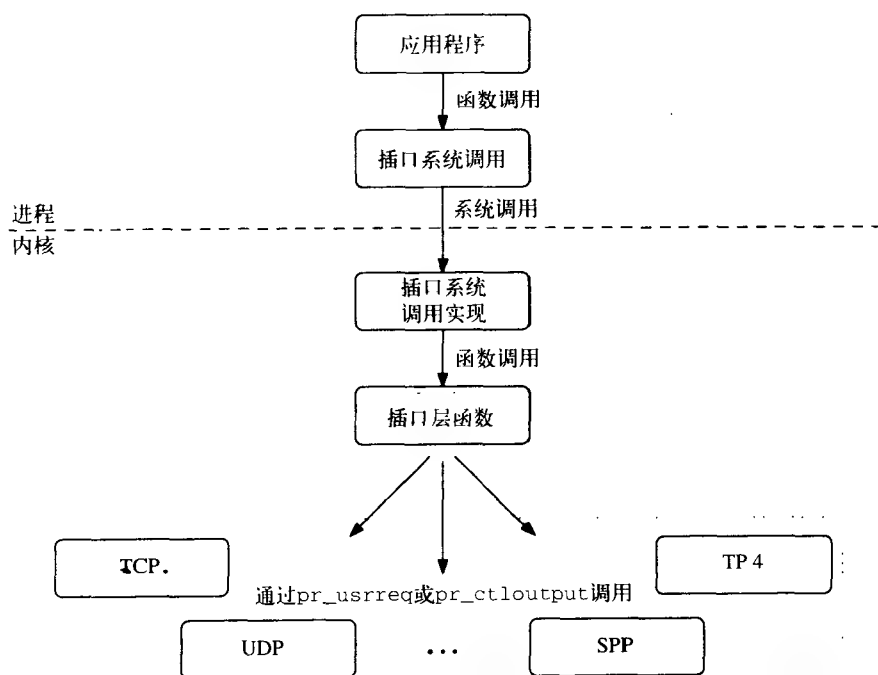 应用程序
函数调用
插口系统调用
系统调用
进程
内核
插口系统
调用实现
函数调用
插口层函数
TCP
TP 4
通过pr_usrreq或pr_ctloutput调用
UDP
...
SPP